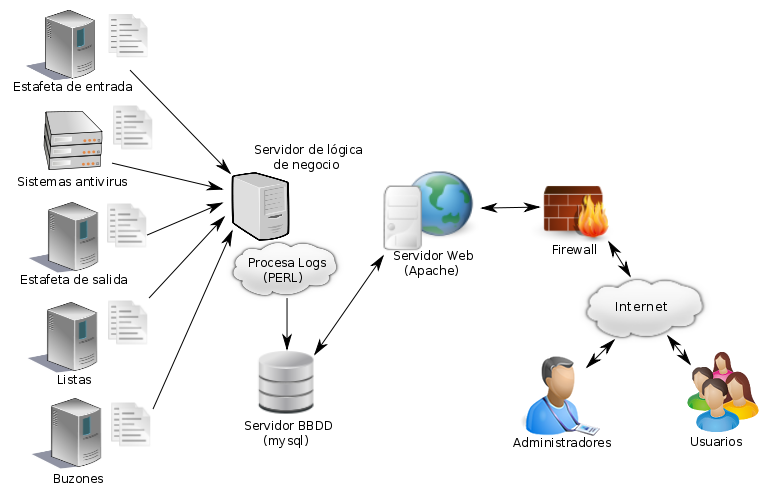 Estafeta de entrada
Sistemas antivirus
Estafeta de salida
Listas
Buzones
Servidor de lógica
de negocio
Procesa Logs
(PERL)
Servidor BBDD
(mysql)
Servidor Web
(Apache)
Firewall
Internet
Administradores
Usuarios